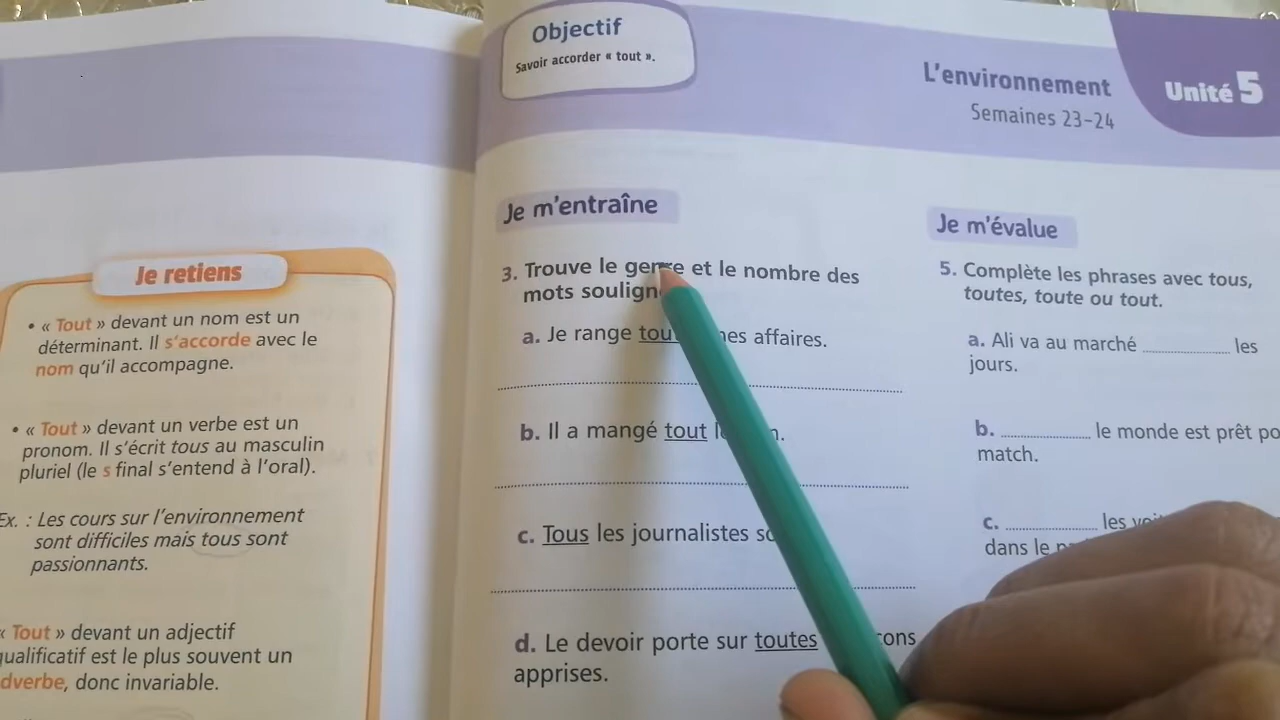 Objectif
Savoir accorder « tout ».
L'environnement
Semaines 23-24
Unité 5
Je retiens
• « Tout » devant un nom est un
déterminant. Il s'accorde avec le
nom qu'il accompagne.
• « Tout » devant un verbe est un
pronom. Il s'écrit tous au masculin
pluriel (le s final s'entend à l'oral).
Ex. : Les cours sur l'environnement
sont difficiles mais tous sont
passionnants.
« Tout » devant un adjectif
qualificatif est le plus souvent un
adverbe, donc invariable.
Je m'entraîne
3. Trouve le genre et le nombre des
mots
a. Je range affaires.
b. Il a mangé tout
c. Tous les journalistes
d. Le devoir porte sur toutes
apprises.
Je m'évalue
5. Complète les phrases avec tous,
toutes, toute ou tout.
a. Ali va au marché ............ les
jours.
b. ............ le monde est prêt
match.
c. ............ les
dans le